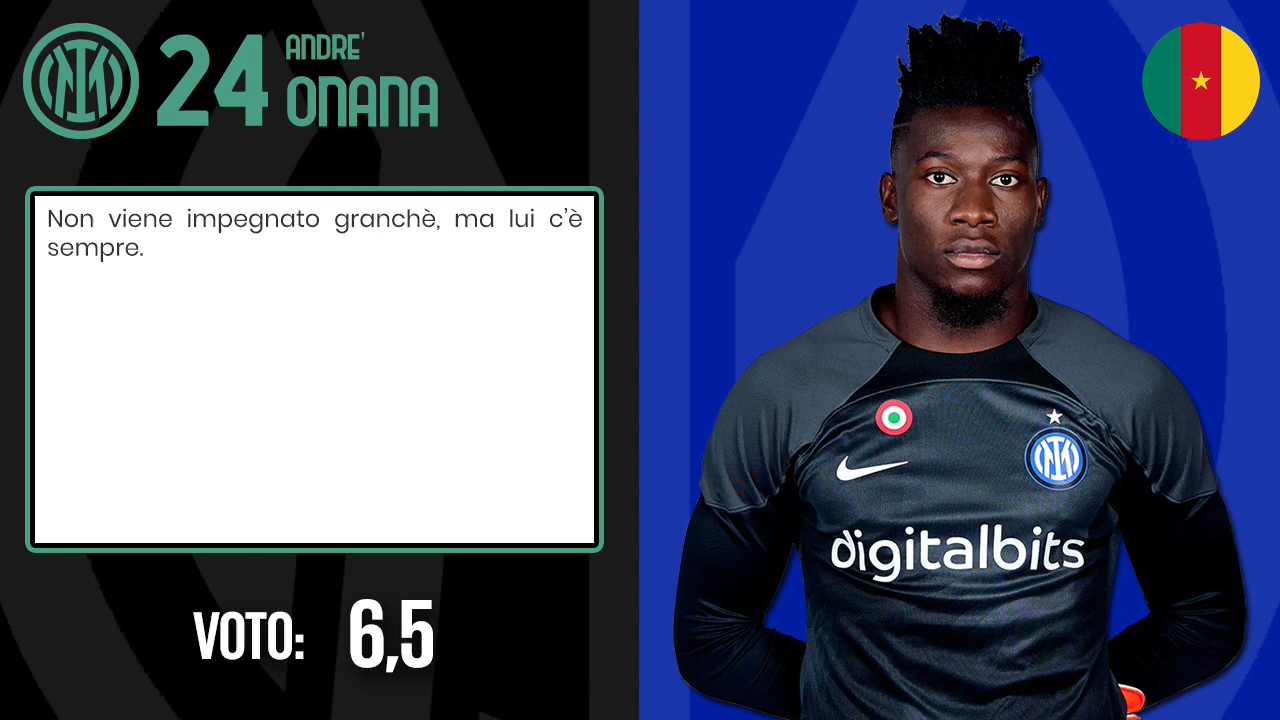 24
ANDRE'
ONANA
Non viene impegnato granchè, ma lui c’è
sempre.
VOTO: 6,5
digitalbits